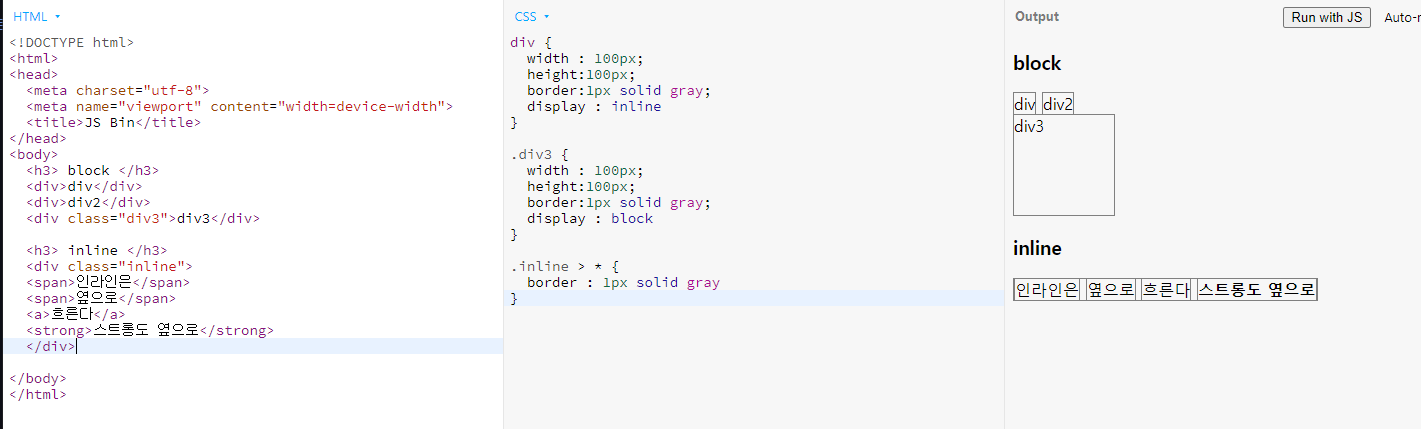 HTML
<!DOCTYPE html>
<html>
<head>
<meta charset="utf-8">
<meta name="viewport" content="width=device-width">
<title>JS Bin</title>
</head>
<body>
<h3> block </h3>
<div>div</div>
<div>div2</div>
<div class="div3">div3</div>
<h3> inline </h3>
<div class="inline">
<span>인라인은</span>
<span>옆으로</span>
<a>흐른다</a>
<strong>스트롱도 옆으로</strong>
</div>
</body>
</html>
CSS
div {
width : 100px;
height:100px;
border:1px solid gray;
display : inline
}
.div3 {
width : 100px;
height:100px;
border:1px solid gray;
display : block
}
.inline > * {
border : 1px solid gray
}
Output
Run with JS
block
div div2
div3
inline
인라인은 옆으로 흐른다 스트롱도 옆으로